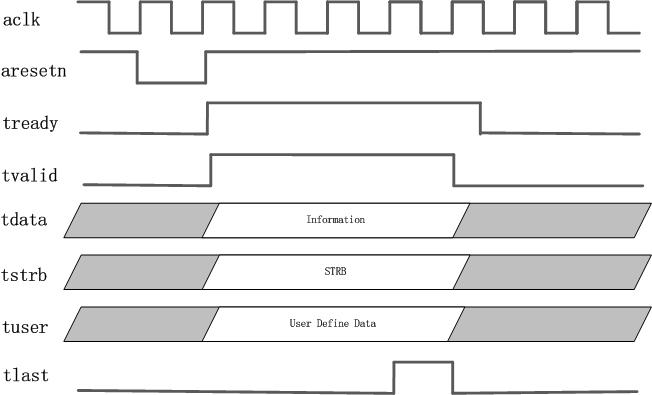 aclk
aresetn
tready
tvalid
tdata
Information
tstrb
STRB
tuser
User Define Data
tlast